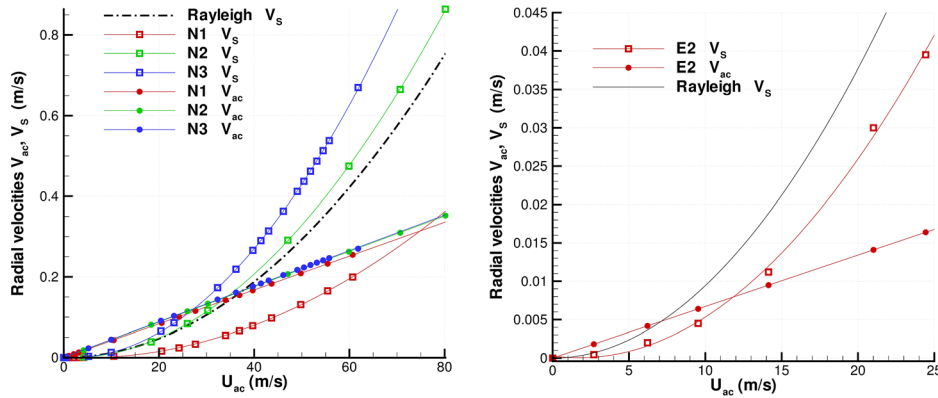 Rayleigh V_S
N1 V_S
N2 V_S
N3 V_S
N1 V_ac
N2 V_ac
N3 V_ac
Radial velocities V_ac, V_S (m/s)
0.8
0.6
0.4
0.2
0
0 20 40 60 80
U_ac (m/s)
E2 V_S
E2 V_ac
Rayleigh V_S
Radial velocities V_ac, V_S (m/s)
0.045
0.04
0.035
0.03
0.025
0.02
0.015
0.01
0.005
0
0 5 10 15 20 25
U_ac (m/s)